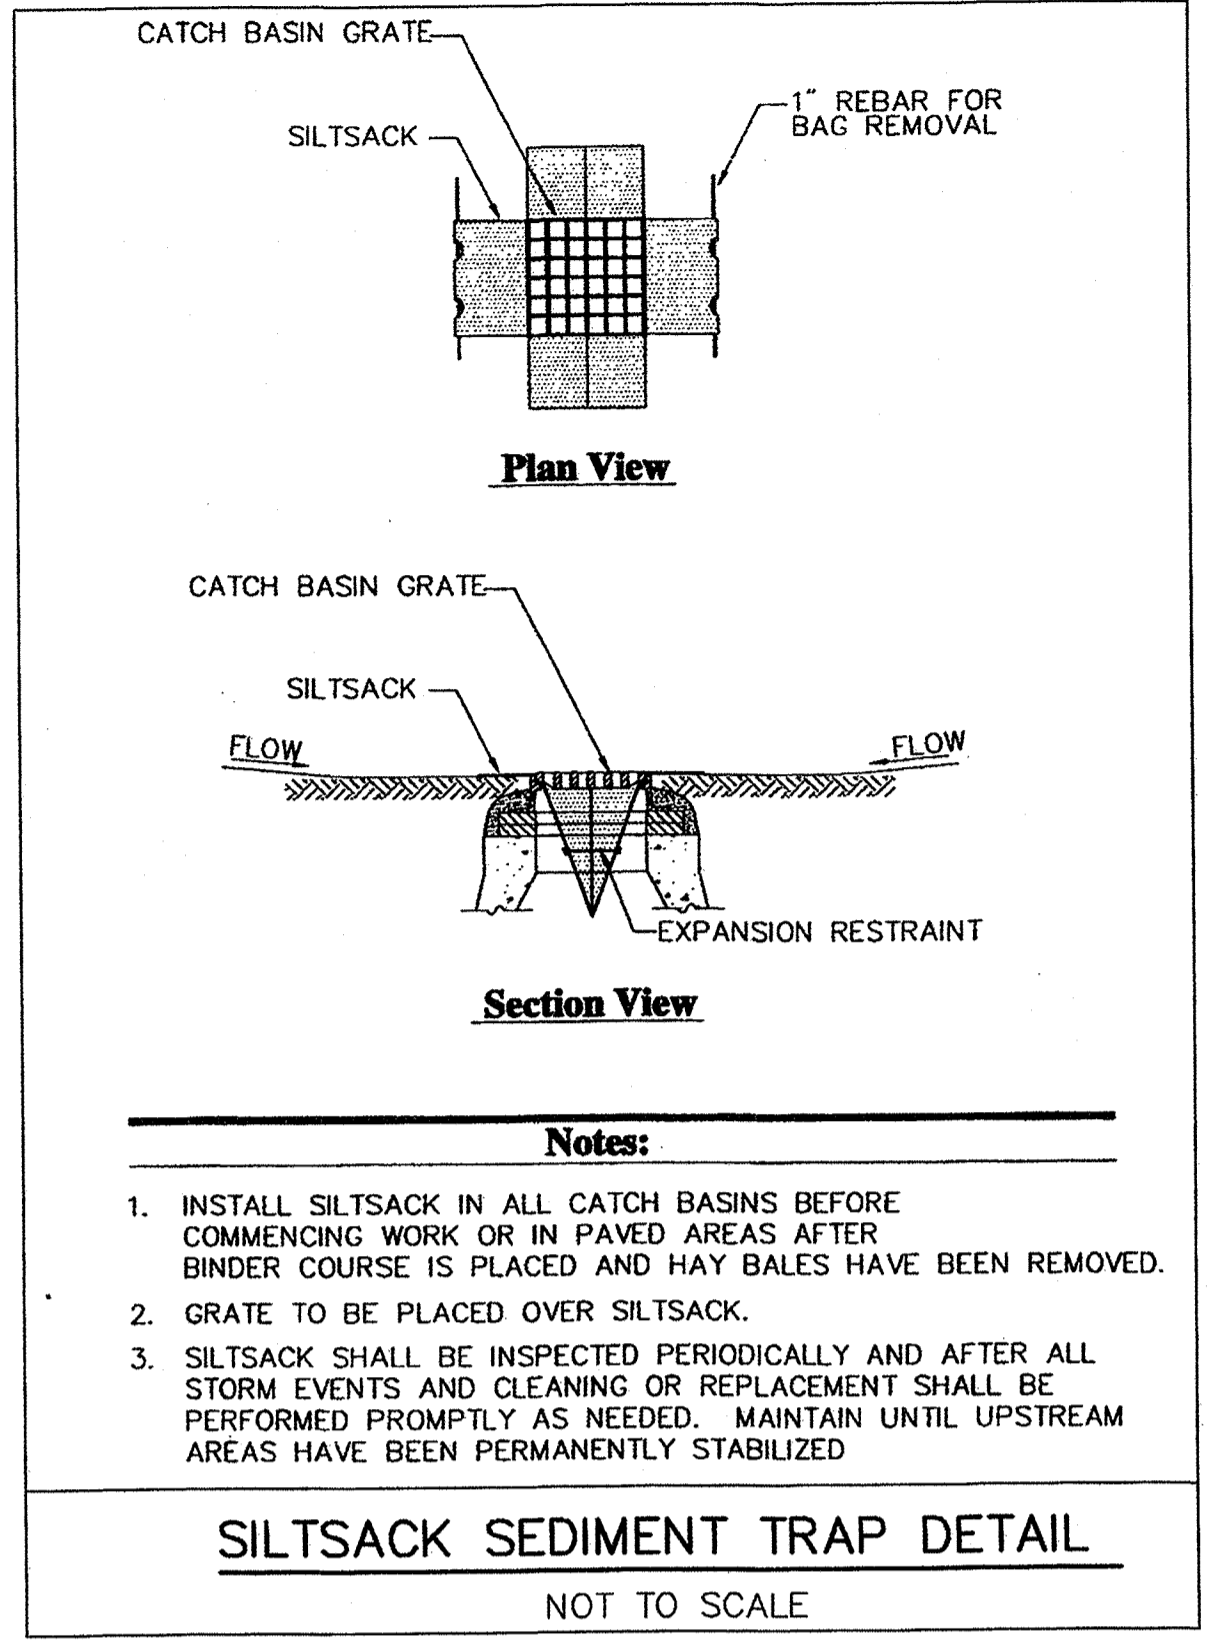 CATCH BASIN GRATE
1" REBAR FOR
BAG REMOVAL
SILTSACK
Plan View
CATCH BASIN GRATE
SILTSACK
FLOW
FLOW
EXPANSION RESTRAINT
Section View
Notes:
1. INSTALL SILTSACK IN ALL CATCH BASINS BEFORE
COMMENCING WORK OR IN PAVED AREAS AFTER
BINDER COURSE IS PLACED AND HAY BALES HAVE BEEN REMOVED.
2. GRATE TO BE PLACED OVER SILTSACK.
3. SILTSACK SHALL BE INSPECTED PERIODICALLY AND AFTER ALL
STORM EVENTS AND CLEANING OR REPLACEMENT SHALL BE
PERFORMED PROMPTLY AS NEEDED. MAINTAIN UNTIL UPSTREAM
AREAS HAVE BEEN PERMANENTLY STABILIZED
SILTSACK SEDIMENT TRAP DETAIL
NOT TO SCALE